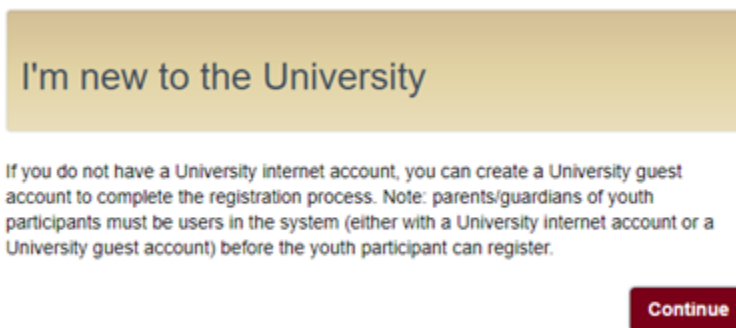 I'm new to the University
If you do not have a University internet account, you can create a University guest
account to complete the registration process. Note: parents/guardians of youth
participants must be users in the system (either with a University internet account or a
University guest account) before the youth participant can register.
Continue